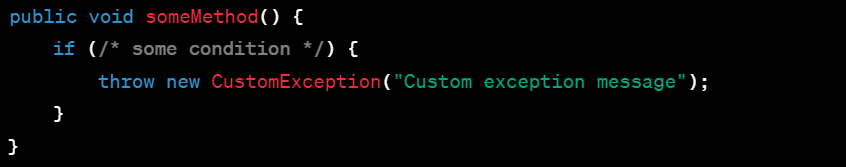 public void someMethod() {
    if (/* some condition */) {
        throw new CustomException("Custom exception message");
    }
}